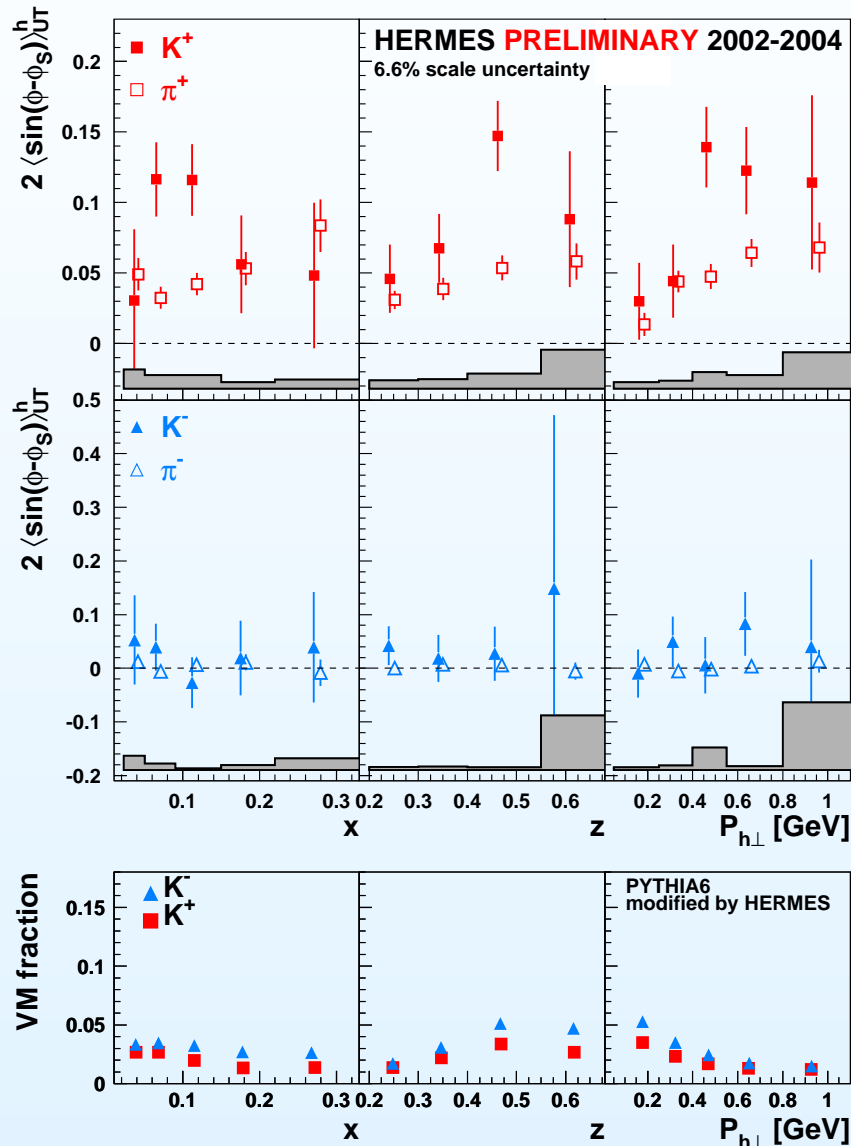 2 ⟨sin(ϕ-ϕS)⟩hUT
K+
π+
HERMES PRELIMINARY 2002-2004
6.6% scale uncertainty
0.2
0.15
0.1
0.05
0
2 ⟨sin(ϕ-ϕS)⟩hUT
K-
π-
0.5
0.4
0.3
0.2
0.1
0
-0.1
-0.2
0.1 0.2 0.3 0.2 0.3 0.4 0.5 0.6 0.2 0.4 0.6 0.8 1
x z Ph⊥ [GeV]
VM fraction
K-
K+
PYTHIA6
modified by HERMES
0.15
0.1
0.05
0
0.1 0.2 0.3 0.2 0.3 0.4 0.5 0.6 0.2 0.4 0.6 0.8 1
x z Ph⊥ [GeV]